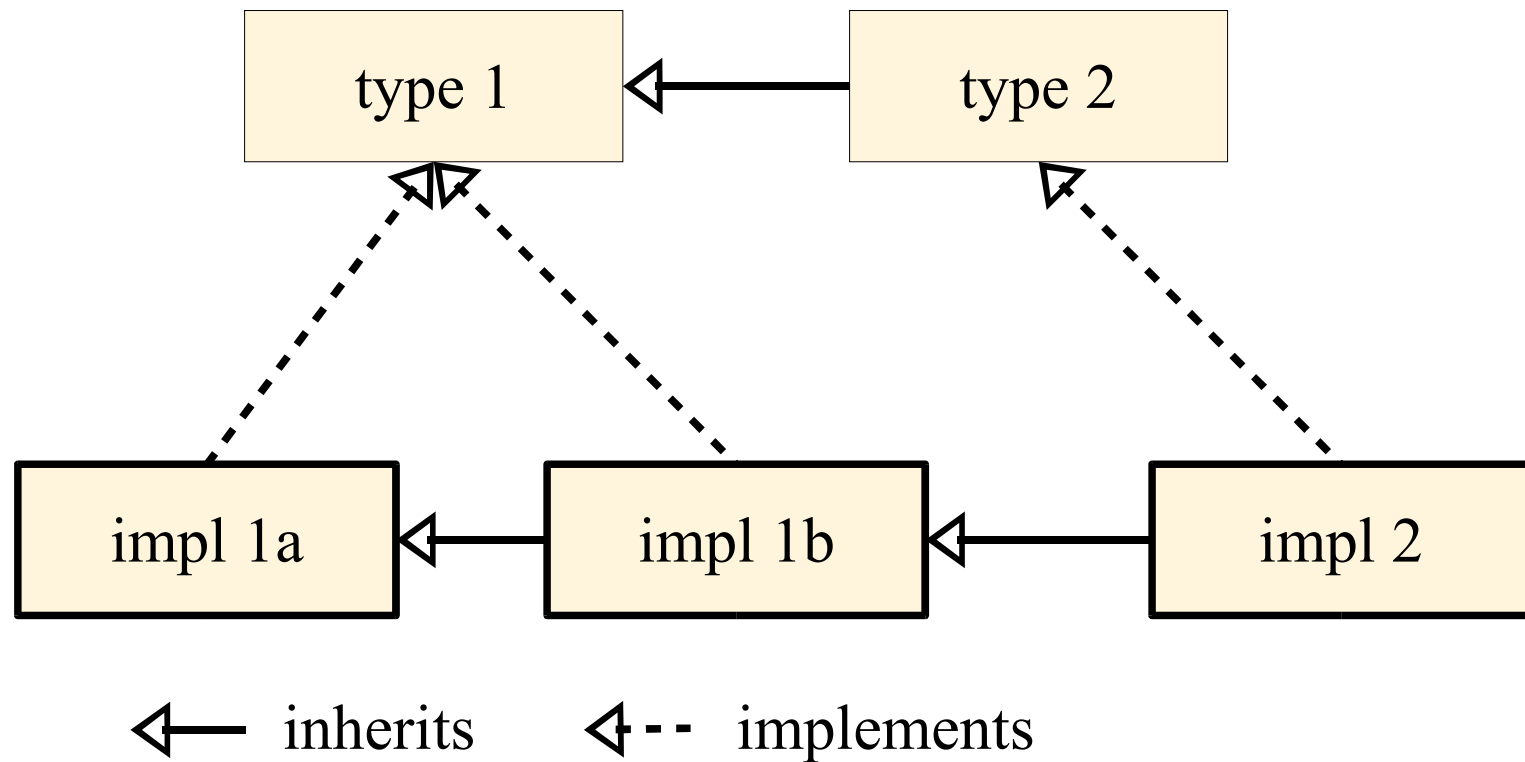 type 1
type 2
impl 1a
impl 1b
impl 2
inherits
implements